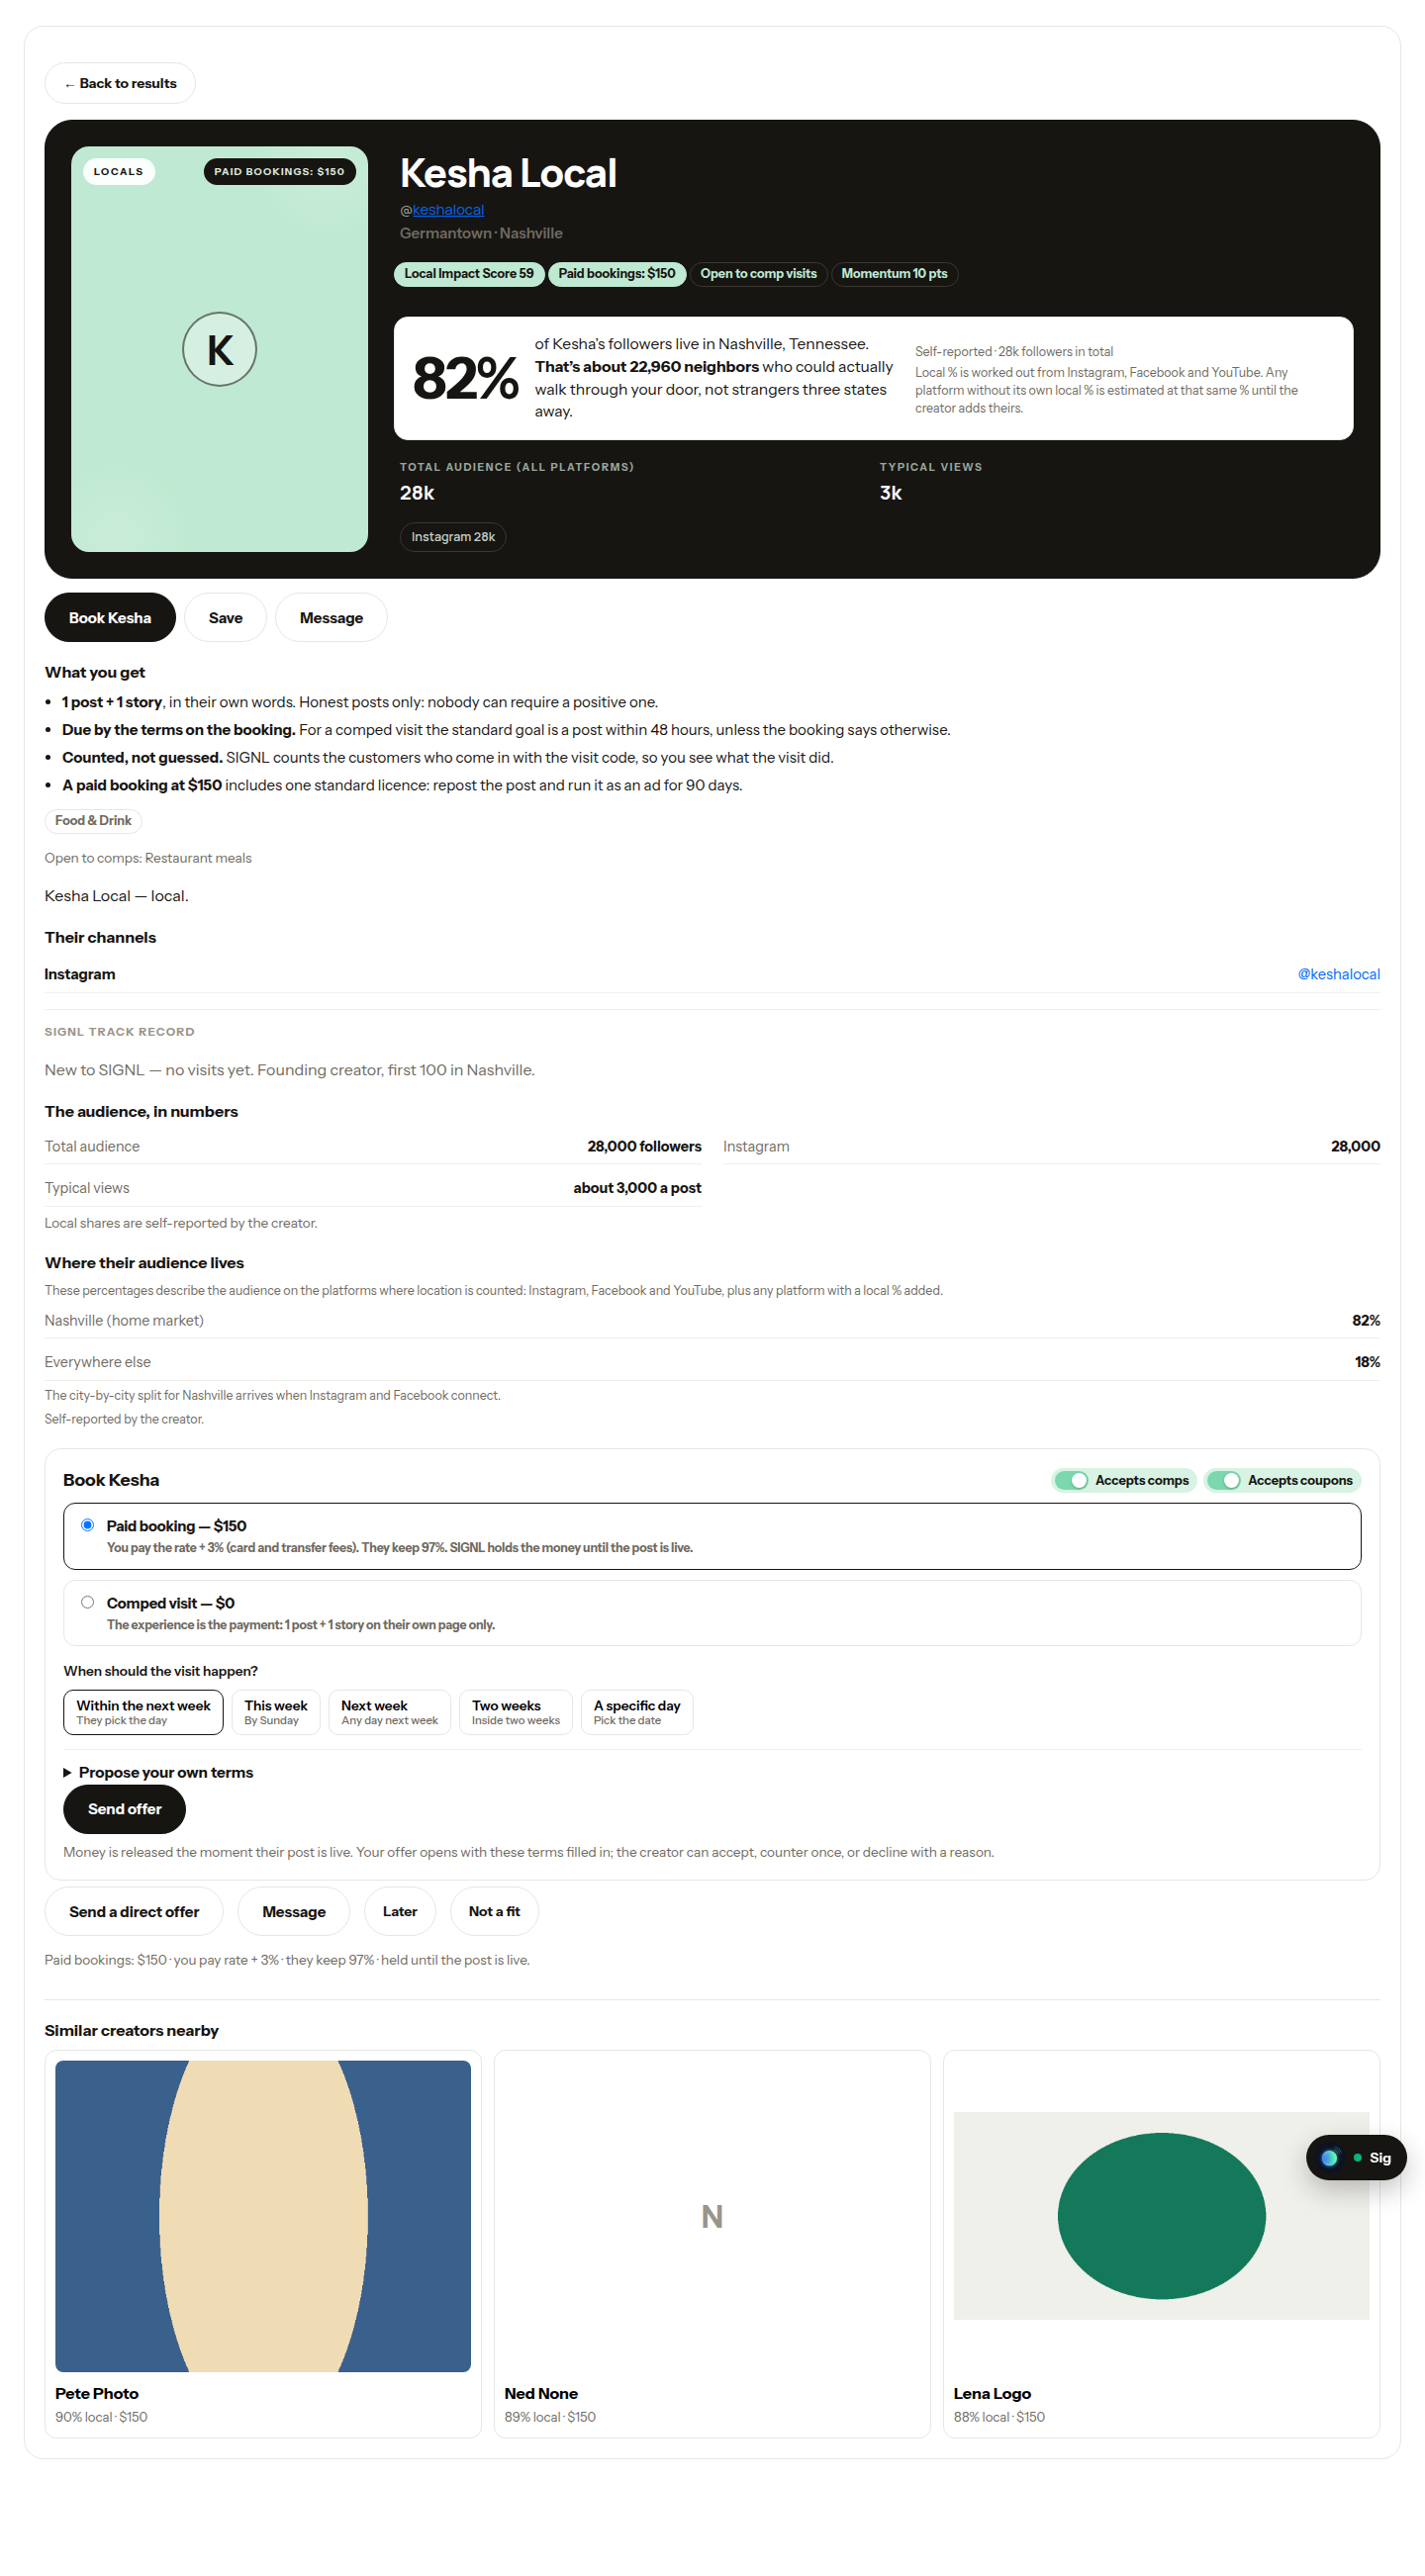 ← Back to results
LOCALS
PAID BOOKINGS: $150
K
Kesha Local
@keshalocal
Germantown · Nashville
Local Impact Score 59
Paid bookings: $150
Open to comp visits
Momentum 10 pts
82%
of Kesha's followers live in Nashville, Tennessee.
That's about 22,960 neighbors who could actually
walk through your door, not strangers three states
away.
Self-reported · 28k followers in total
Local % is worked out from Instagram, Facebook and YouTube. Any
platform without its own local % is estimated at that same % until the
creator adds theirs.
TOTAL AUDIENCE (ALL PLATFORMS)
28k
TYPICAL VIEWS
3k
Instagram 28k
Book Kesha
Save
Message
What you get
• 1 post + 1 story, in their own words. Honest posts only: nobody can require a positive one.
• Due by the terms on the booking. For a comped visit the standard goal is a post within 48 hours, unless the booking says otherwise.
• Counted, not guessed. SIGNL counts the customers who come in with the visit code, so you see what the visit did.
• A paid booking at $150 includes one standard licence: repost the post and run it as an ad for 90 days.
Food & Drink
Open to comps: Restaurant meals
Kesha Local — local.
Their channels
Instagram
@keshalocal
SIGNL TRACK RECORD
New to SIGNL — no visits yet. Founding creator, first 100 in Nashville.
The audience, in numbers
Total audience
28,000 followers
Instagram
28,000
Typical views
about 3,000 a post
Local shares are self-reported by the creator.
Where their audience lives
These percentages describe the audience on the platforms where location is counted: Instagram, Facebook and YouTube, plus any platform with a local % added.
Nashville (home market)
82%
Everywhere else
18%
The city-by-city split for Nashville arrives when Instagram and Facebook connect.
Self-reported by the creator.
Book Kesha
Accepts comps
Accepts coupons
Paid booking — $150
You pay the rate + 3% (card and transfer fees). They keep 97%. SIGNL holds the money until the post is live.
Comped visit — $0
The experience is the payment: 1 post + 1 story on their own page only.
When should the visit happen?
Within the next week
They pick the day
This week
By Sunday
Next week
Any day next week
Two weeks
Inside two weeks
A specific day
Pick the date
Propose your own terms
Send offer
Money is released the moment their post is live. Your offer opens with these terms filled in; the creator can accept, counter once, or decline with a reason.
Send a direct offer
Message
Later
Not a fit
Paid bookings: $150 · you pay rate + 3% · they keep 97% · held until the post is live.
Similar creators nearby
N
Sig
Pete Photo
90% local · $150
Ned None
89% local · $150
Lena Logo
88% local · $150